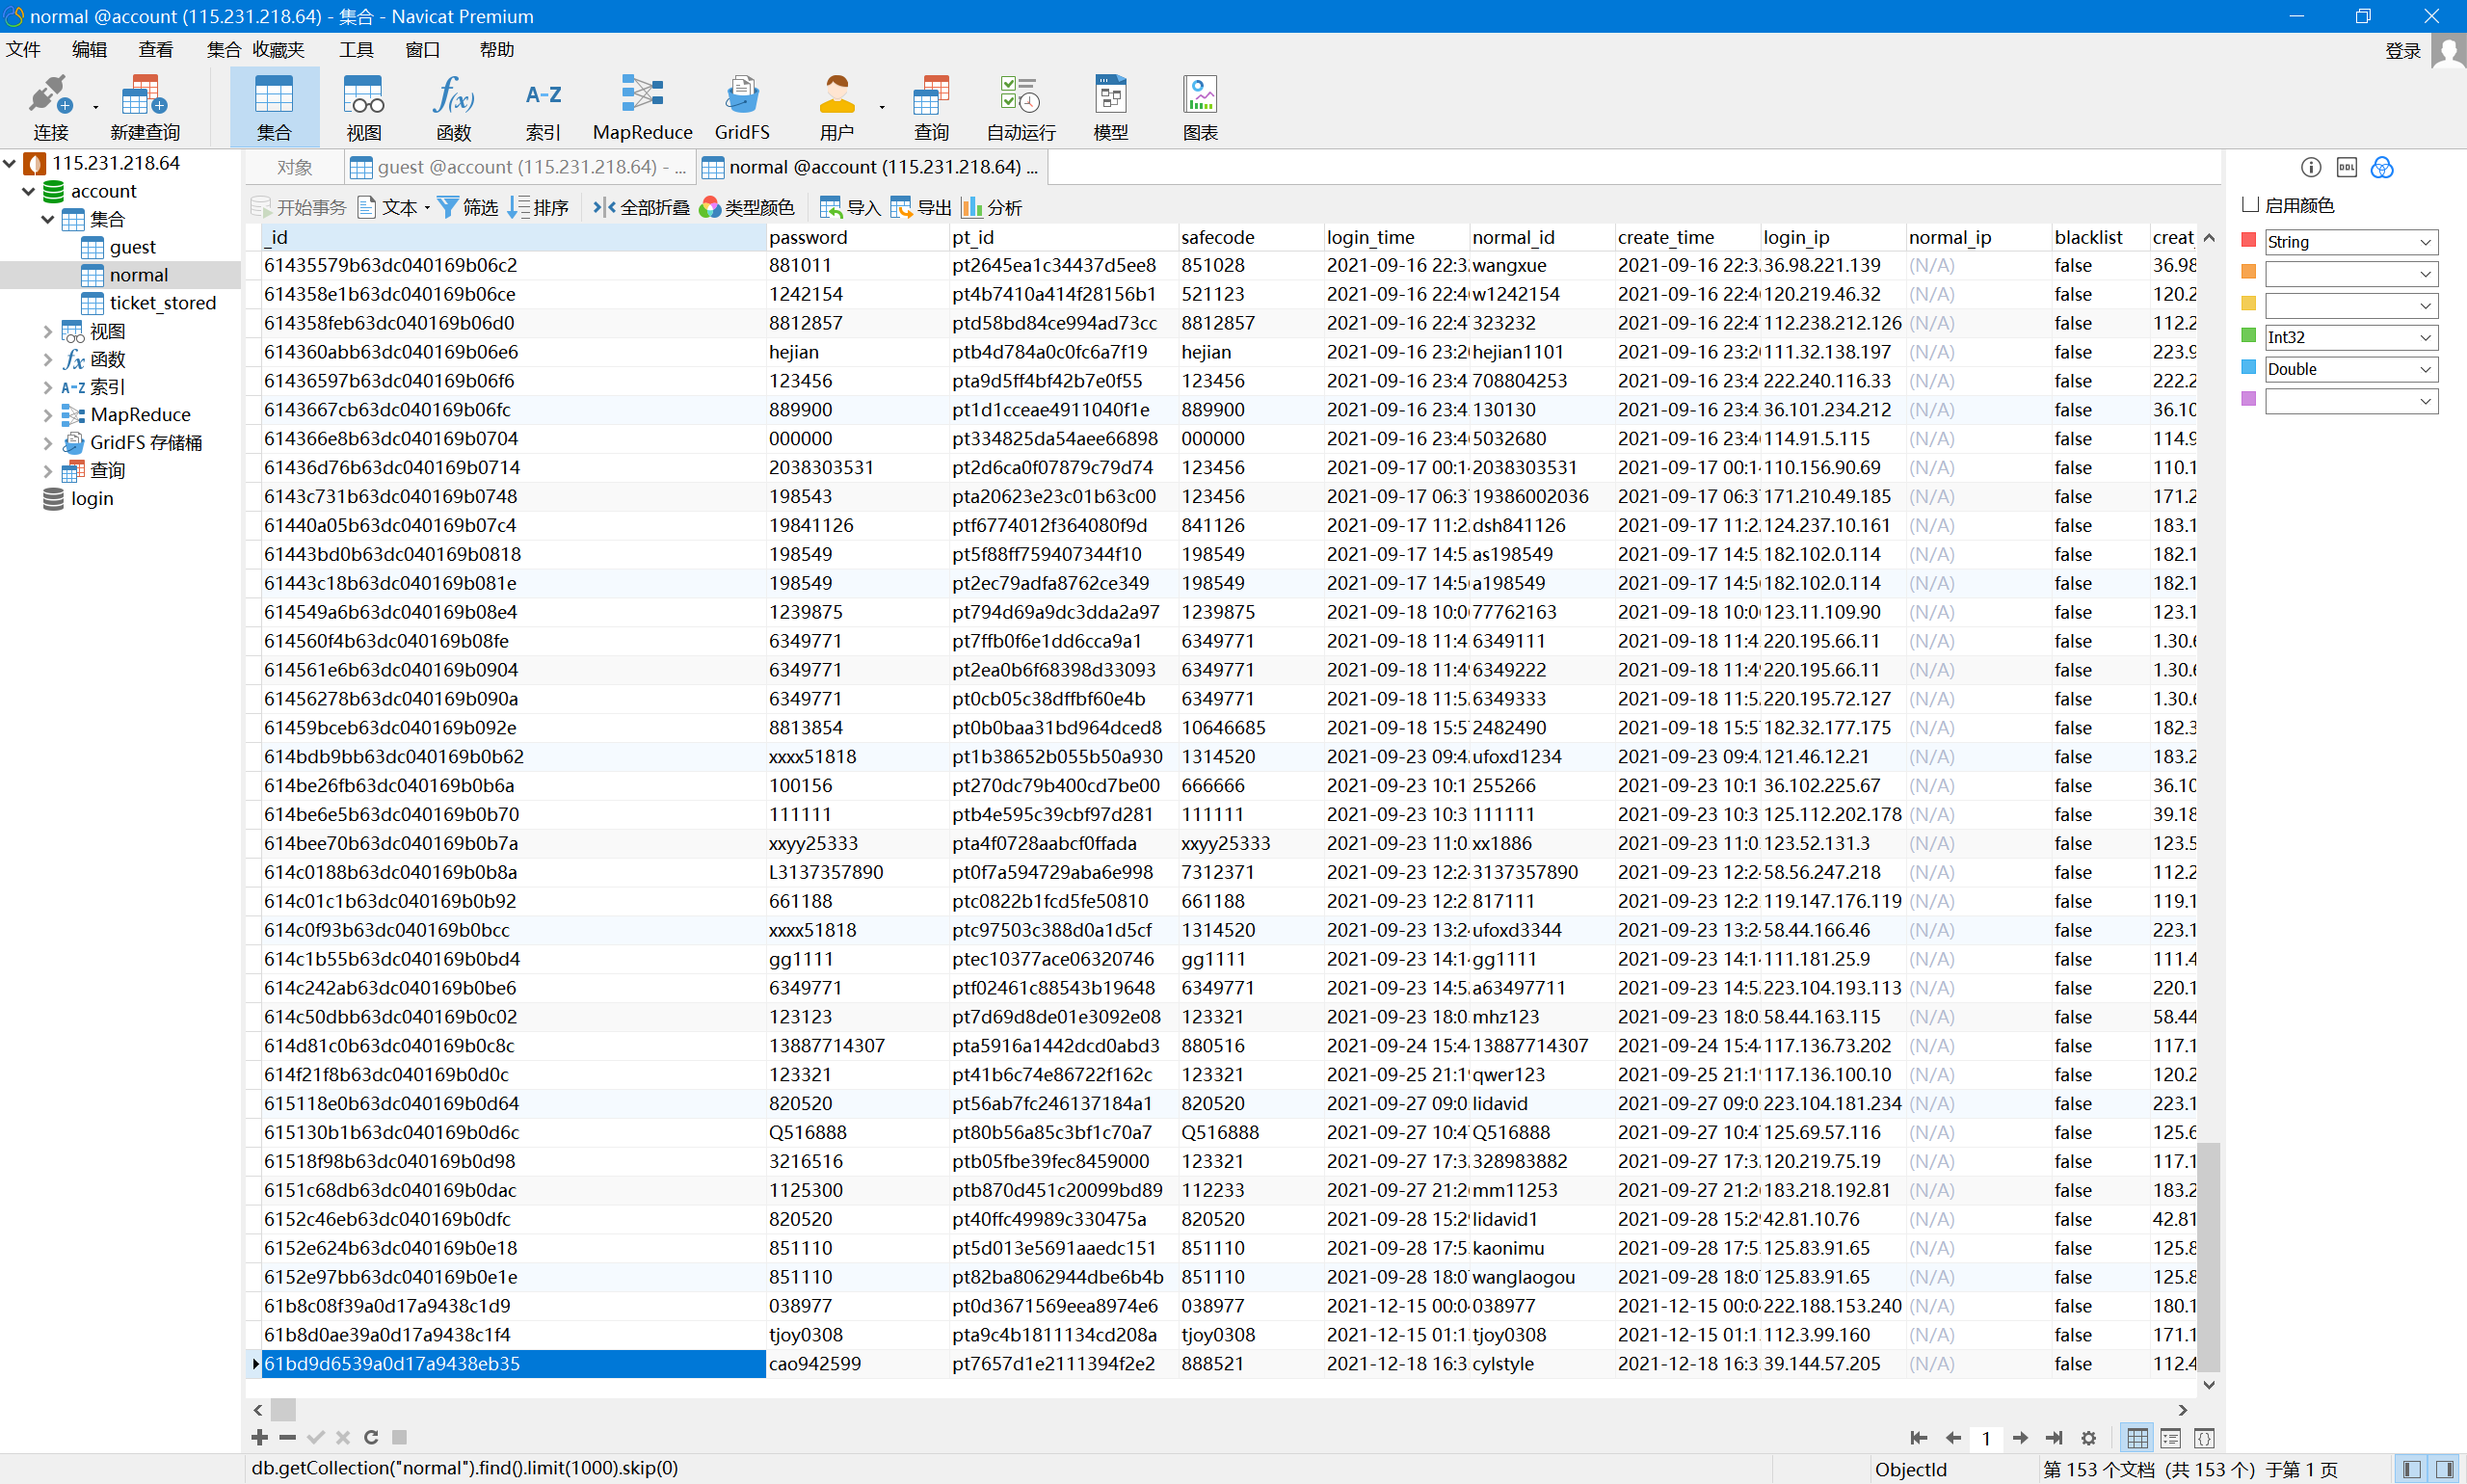 normal @account (115.231.218.64) - 集合 - Navicat Premium
文件 编辑 查看 集合 收藏夹 工具 窗口 帮助 登录
连接 新建查询 集合 视图 函数 索引 MapReduce GridFS 用户 查询 自动运行 模型 图表
115.231.218.64
account
集合
guest
normal
ticket_stored
视图
函数
索引
MapReduce
GridFS 存储桶
查询
login
对象 guest @account (115.231.218.64) - ... normal @account (115.231.218.64) ...
开始事务 文本 筛选 排序 全部折叠 类型颜色 导入 导出 分析
_id password pt_id safecode login_time normal_id create_time login_ip normal_ip blacklist creat
61435579b63dc040169b06c2 881011 pt2645ea1c34437d5ee8 851028 2021-09-16 22:3 wangxue 2021-09-16 22:3 36.98.221.139 (N/A) false 36.98
614358e1b63dc040169b06ce 1242154 pt4b7410a414f28156b1 521123 2021-09-16 22:4 w1242154 2021-09-16 22:4 120.219.46.32 (N/A) false 120.2
614358feb63dc040169b06d0 8812857 ptd58bd84ce994ad73cc 8812857 2021-09-16 22:4 323232 2021-09-16 22:4 112.238.212.126 (N/A) false 112.2
614360abb63dc040169b06e6 hejian ptb4d784a0c0fc6a7f19 hejian 2021-09-16 23:2 hejian1101 2021-09-16 23:2 111.32.138.197 (N/A) false 223.9
61436597b63dc040169b06f6 123456 pta9d5ff4bf42b7e0f55 123456 2021-09-16 23:4 708804253 2021-09-16 23:4 222.240.116.33 (N/A) false 222.2
6143667cb63dc040169b06fc 889900 pt1d1cceae4911040f1e 889900 2021-09-16 23:4 130130 2021-09-16 23:4 36.101.234.212 (N/A) false 36.10
614366e8b63dc040169b0704 000000 pt334825da54aee66898 000000 2021-09-16 23:4 5032680 2021-09-16 23:4 114.91.5.115 (N/A) false 114.9
61436d76b63dc040169b0714 2038303531 pt2d6ca0f07879c79d74 123456 2021-09-17 00:1 2038303531 2021-09-17 00:1 110.156.90.69 (N/A) false 110.1
6143c731b63dc040169b0748 198543 pta20623e23c01b63c00 123456 2021-09-17 06:3 19386002036 2021-09-17 06:3 171.210.49.185 (N/A) false 171.2
61440a05b63dc040169b07c4 19841126 ptf6774012f364080f9d 841126 2021-09-17 11:2 dsh841126 2021-09-17 11:2 124.237.10.161 (N/A) false 183.1
61443bd0b63dc040169b0818 198549 pt5f88ff759407344f10 198549 2021-09-17 14:5 as198549 2021-09-17 14:5 182.102.0.114 (N/A) false 182.1
61443c18b63dc040169b081e 198549 pt2ec79adfa8762ce349 198549 2021-09-17 14:5 a198549 2021-09-17 14:5 182.102.0.114 (N/A) false 182.1
614549a6b63dc040169b08e4 1239875 pt794d69a9dc3dda2a97 1239875 2021-09-18 10:0 77762163 2021-09-18 10:0 123.11.109.90 (N/A) false 123.1
614560f4b63dc040169b08fe 6349771 pt7ffb0f6e1dd6cca9a1 6349771 2021-09-18 11:4 6349111 2021-09-18 11:4 220.195.66.11 (N/A) false 1.30.6
614561e6b63dc040169b0904 6349771 pt2ea0b6f68398d33093 6349771 2021-09-18 11:4 6349222 2021-09-18 11:4 220.195.66.11 (N/A) false 1.30.6
61456278b63dc040169b090a 6349771 pt0cb05c38dffbf60e4b 6349771 2021-09-18 11:5 6349333 2021-09-18 11:5 220.195.72.127 (N/A) false 1.30.6
61459bceb63dc040169b092e 8813854 pt0b0baa31bd964dced8 10646685 2021-09-18 15:5 2482490 2021-09-18 15:5 182.32.177.175 (N/A) false 182.3
614bdb9bb63dc040169b0b62 xxxx51818 pt1b38652b055b50a930 1314520 2021-09-23 09:4 ufoxd1234 2021-09-23 09:4 121.46.12.21 (N/A) false 183.2
614be26fb63dc040169b0b6a 100156 pt270dc79b400cd7be00 666666 2021-09-23 10:1 255266 2021-09-23 10:1 36.102.225.67 (N/A) false 36.10
614be6e5b63dc040169b0b70 111111 ptb4e595c39cbf97d281 111111 2021-09-23 10:3 111111 2021-09-23 10:3 125.112.202.178 (N/A) false 39.18
614bee70b63dc040169b0b7a xxyy25333 pta4f0728aabcf0ffada xxyy25333 2021-09-23 11:0 xx1886 2021-09-23 11:0 123.52.131.3 (N/A) false 123.5
614c0188b63dc040169b0b8a L3137357890 pt0f7a594729aba6e998 7312371 2021-09-23 12:2 3137357890 2021-09-23 12:2 58.56.247.218 (N/A) false 112.2
614c01c1b63dc040169b0b92 661188 ptc0822b1fcd5fe50810 661188 2021-09-23 12:2 817111 2021-09-23 12:2 119.147.176.119 (N/A) false 119.1
614c0f93b63dc040169b0bcc xxxx51818 ptc97503c388d0a1d5cf 1314520 2021-09-23 13:2 ufoxd3344 2021-09-23 13:2 58.44.166.46 (N/A) false 223.1
614c1b55b63dc040169b0bd4 gg1111 ptec10377ace06320746 gg1111 2021-09-23 14:1 gg1111 2021-09-23 14:1 111.181.25.9 (N/A) false 111.4
614c242ab63dc040169b0be6 6349771 ptf02461c88543b19648 6349771 2021-09-23 14:5 a63497711 2021-09-23 14:5 223.104.193.113 (N/A) false 220.1
614c50dbb63dc040169b0c02 123123 pt7d69d8de01e3092e08 123321 2021-09-23 18:0 mhz123 2021-09-23 18:0 58.44.163.115 (N/A) false 58.44
614d81c0b63dc040169b0c8c 13887714307 pta5916a1442dcd0abd3 880516 2021-09-24 15:4 13887714307 2021-09-24 15:4 117.136.73.202 (N/A) false 117.1
614f21f8b63dc040169b0d0c 123321 pt41b6c74e86722f162c 123321 2021-09-25 21:1 qwer123 2021-09-25 21:1 117.136.100.10 (N/A) false 120.2
615118e0b63dc040169b0d64 820520 pt56ab7fc246137184a1 820520 2021-09-27 09:0 lidavid 2021-09-27 09:0 223.104.181.234 (N/A) false 223.1
615130b1b63dc040169b0d6c Q516888 pt80b56a85c3bf1c70a7 Q516888 2021-09-27 10:4 Q516888 2021-09-27 10:4 125.69.57.116 (N/A) false 125.6
61518f98b63dc040169b0d98 3216516 ptb05fbe39fec8459000 123321 2021-09-27 17:3 328983882 2021-09-27 17:3 120.219.75.19 (N/A) false 117.1
6151c68db63dc040169b0dac 1125300 ptb870d451c20099bd89 112233 2021-09-27 21:2 mm11253 2021-09-27 21:2 183.218.192.81 (N/A) false 183.2
6152c46eb63dc040169b0dfc 820520 pt40ffc49989c330475a 820520 2021-09-28 15:2 lidavid1 2021-09-28 15:2 42.81.10.76 (N/A) false 42.81
6152e624b63dc040169b0e18 851110 pt5d013e5691aaedc151 851110 2021-09-28 17:5 kaonimu 2021-09-28 17:5 125.83.91.65 (N/A) false 125.8
6152e97bb63dc040169b0e1e 851110 pt82ba8062944dbe6b4b 851110 2021-09-28 18:0 wanglaogou 2021-09-28 18:0 125.83.91.65 (N/A) false 125.8
61b8c08f39a0d17a9438c1d9 038977 pt0d3671569eea8974e6 038977 2021-12-15 00:0 038977 2021-12-15 00:0 222.188.153.240 (N/A) false 180.1
61b8d0ae39a0d17a9438c1f4 tjoy0308 pta9c4b1811134cd208a tjoy0308 2021-12-15 01:1 tjoy0308 2021-12-15 01:1 112.3.99.160 (N/A) false 171.1
61bd9d6539a0d17a9438eb35 cao942599 pt7657d1e2111394f2e2 888521 2021-12-18 16:3 cylstyle 2021-12-18 16:3 39.144.57.205 (N/A) false 112.4
启用颜色
String
Int32
Double
1
db.getCollection("normal").find().limit(1000).skip(0) ObjectId 第 153 个文档 (共 153 个) 于第 1 页